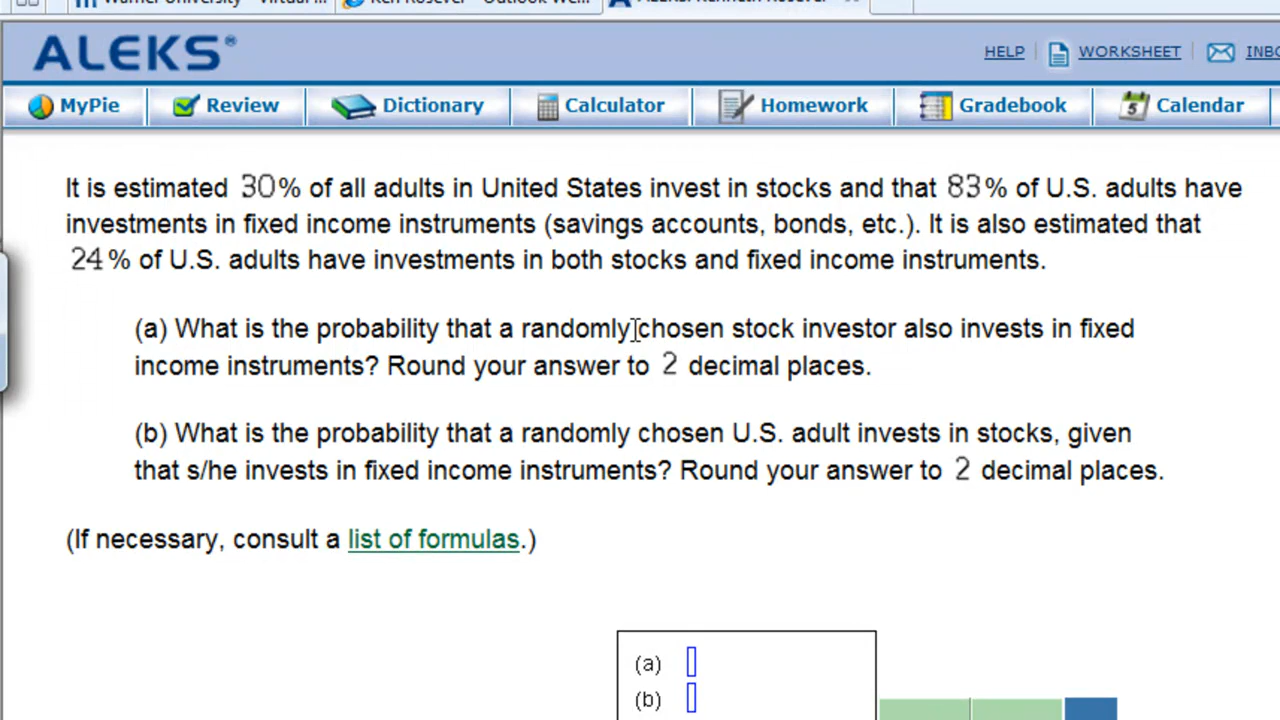 ALEKS®
HELP WORKSHEET INBO
MyPie Review Dictionary Calculator Homework Gradebook Calendar
It is estimated 30% of all adults in United States invest in stocks and that 83% of U.S. adults have
investments in fixed income instruments (savings accounts, bonds, etc.). It is also estimated that
24% of U.S. adults have investments in both stocks and fixed income instruments.
(a) What is the probability that a randomly chosen stock investor also invests in fixed
income instruments? Round your answer to 2 decimal places.
(b) What is the probability that a randomly chosen U.S. adult invests in stocks, given
that s/he invests in fixed income instruments? Round your answer to 2 decimal places.
(If necessary, consult a list of formulas.)
(a)
(b)